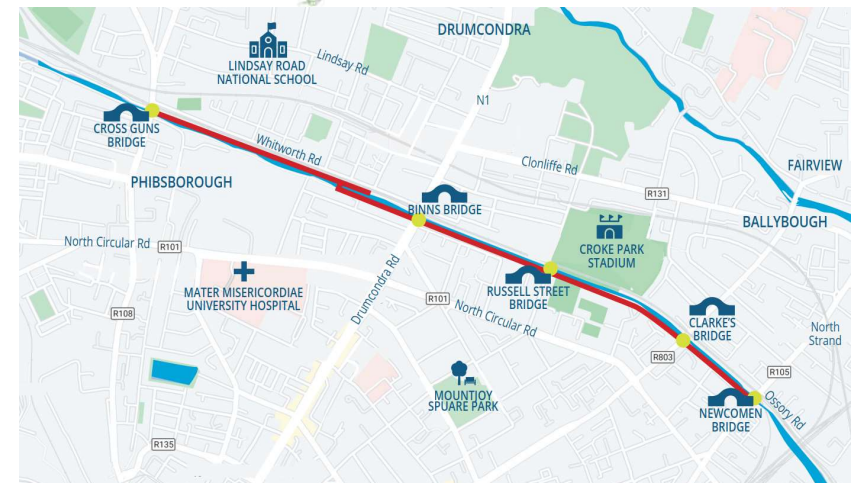 DRUMCONDRA
LINDSAY ROAD
NATIONAL SCHOOL
Lindsay Rd
N1
CROSS GUNS
BRIDGE
Whitworth Rd
Clonliffe Rd
FAIRVIEW
R131
PHIBSBOROUGH
BINNS BRIDGE
BALLYBOUGH
North Circular Rd
R101
CROKE PARK
STADIUM
MATER MISERICORDIAE
UNIVERSITY HOSPITAL
Drumcondra Rd
R101
RUSSELL STREET
BRIDGE
North Circular Rd
R108
CLARKE'S
BRIDGE
North
Strand
R803
R105
MOUNTJOY
SPUARE PARK
Ossory Rd
NEWCOMEN
BRIDGE
R135